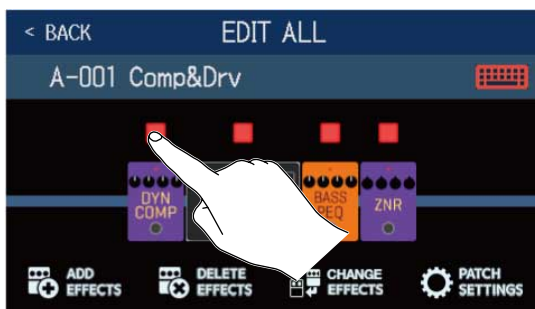 < BACK
EDIT ALL
A-001 Comp&Drv
DYN
COMP
BASS
PEQ
ZNR
ADD
EFFECTS
DELETE
EFFECTS
CHANGE
EFFECTS
PATCH
SETTINGS